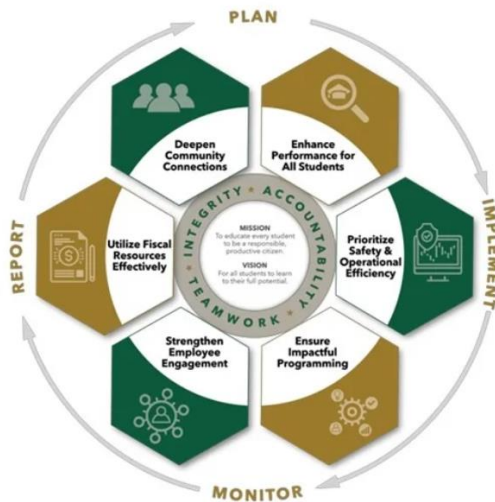 PLAN
Deepen
Community
Connections
Enhance
Performance for
All Students
REPORT
Utilize Fiscal
Resources
Effectively
INTEGRITY ★ ACCOUNTABILITY ★ TEAMWORK ★
MISSION
To educate every student
to be a responsible,
productive citizen.
VISION
For all students to learn
to their full potential.
Prioritize
Safety &
Operational
Efficiency
IMPLEMENT
Strengthen
Employee
Engagement
Ensure
Impactful
Programming
$
MONITOR